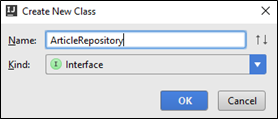 Create New Class
Name: ArticleRepository
Kind: Interface
OK Cancel